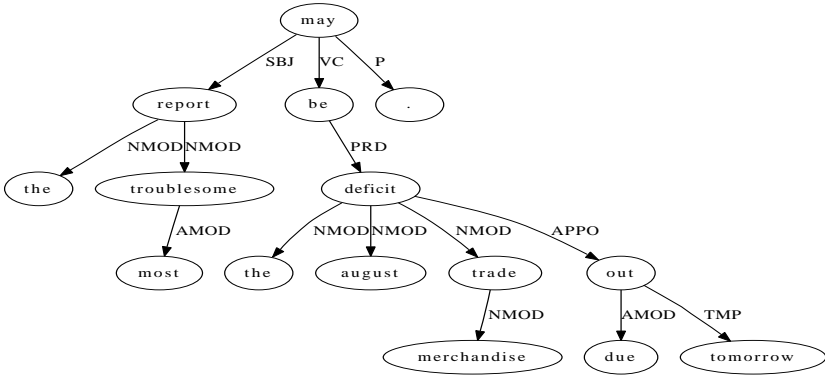 may
SBJ VC P
report be .
NMOD NMOD PRD
the troublesome deficit
AMOD NMOD NMOD NMOD APPO
most the august trade out
NMOD AMOD TMP
merchandise due tomorrow